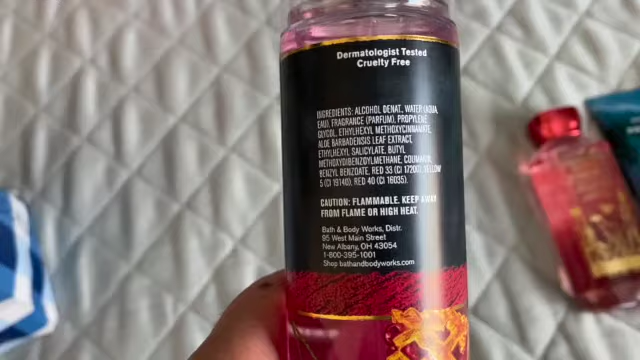 Dermatologist Tested
Cruelty Free
INGREDIENTS: ALCOHOL DENAT., WATER (AQUA,
EAU), FRAGRANCE (PARFUM), PROPYLENE
GLYCOL, ETHYLHEXYL METHOXYCINNAMATE,
ALOE BARBADENSIS LEAF EXTRACT,
ETHYLHEXYL SALICYLATE, BUTYL
METHOXYDIBENZOYLMETHANE, COUMARIN,
BENZYL BENZOATE, RED 33 (CI 17200), YELLOW
5 (CI 19140), RED 40 (CI 16035).
CAUTION: FLAMMABLE. KEEP AWAY
FROM FLAME OR HIGH HEAT.
Bath & Body Works, Distr.
95 West Main Street
New Albany, OH 43054
1-800-395-1001
Shop bathandbodyworks.com